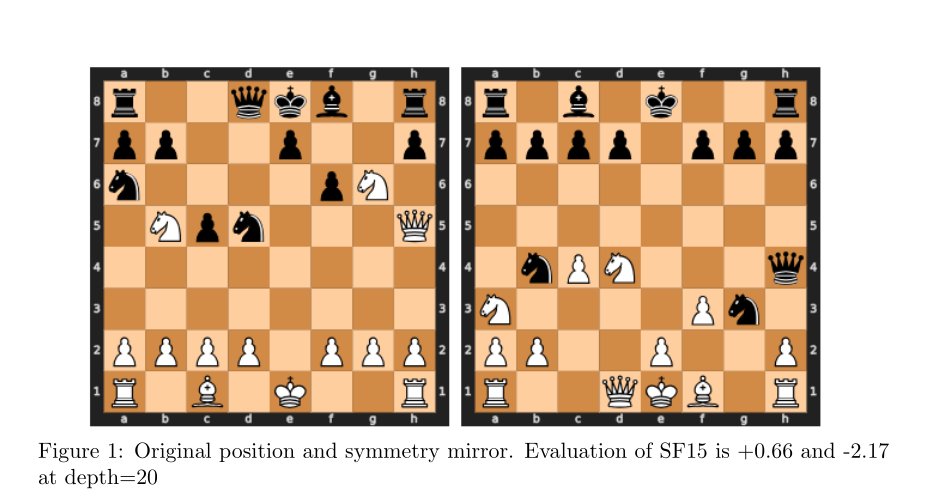 a b c d e f g h a b c d e f g h
8 8 8 8
7 7 7 7
6 6 6 6
5 5 5 5
4 4 4 4
3 3 3 3
2 2 2 2
1 1 1 1
a b c d e f g h a b c d e f g h
Figure 1: Original position and symmetry mirror. Evaluation of SF15 is +0.66 and -2.17
at depth=20